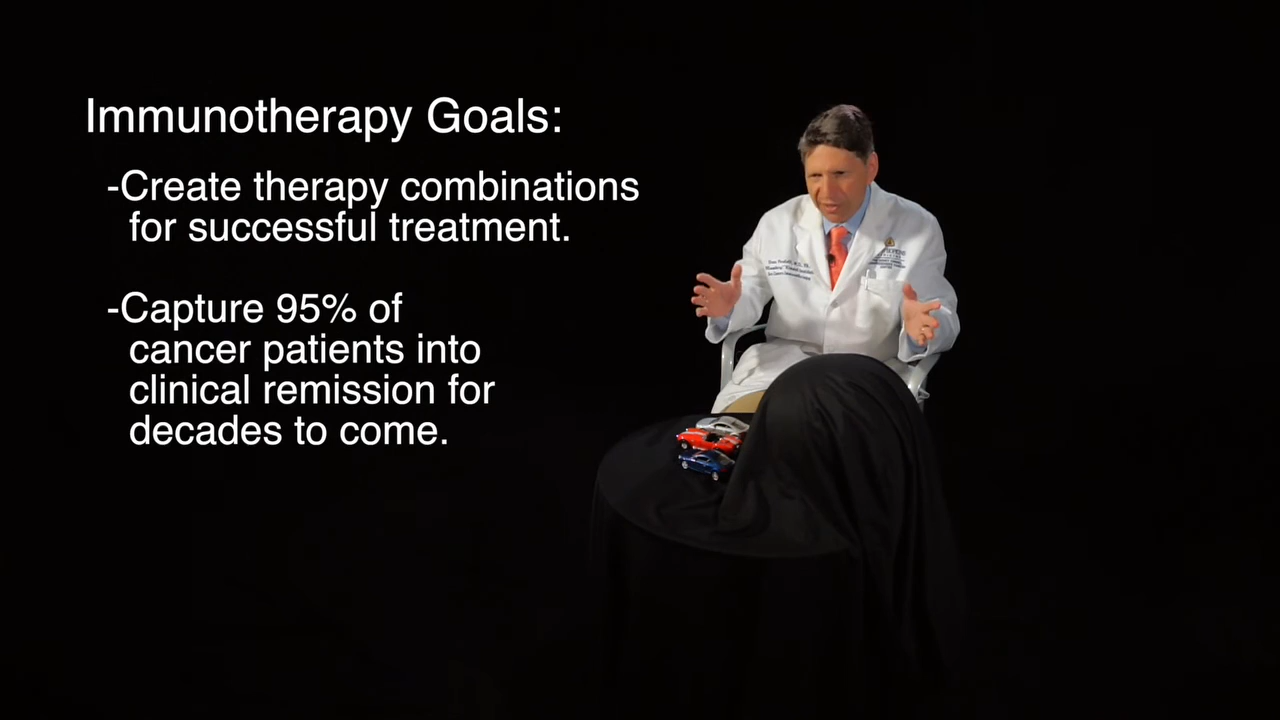 Immunotherapy Goals:
-Create therapy combinations
for successful treatment.
-Capture 95% of
cancer patients into
clinical remission for
decades to come.